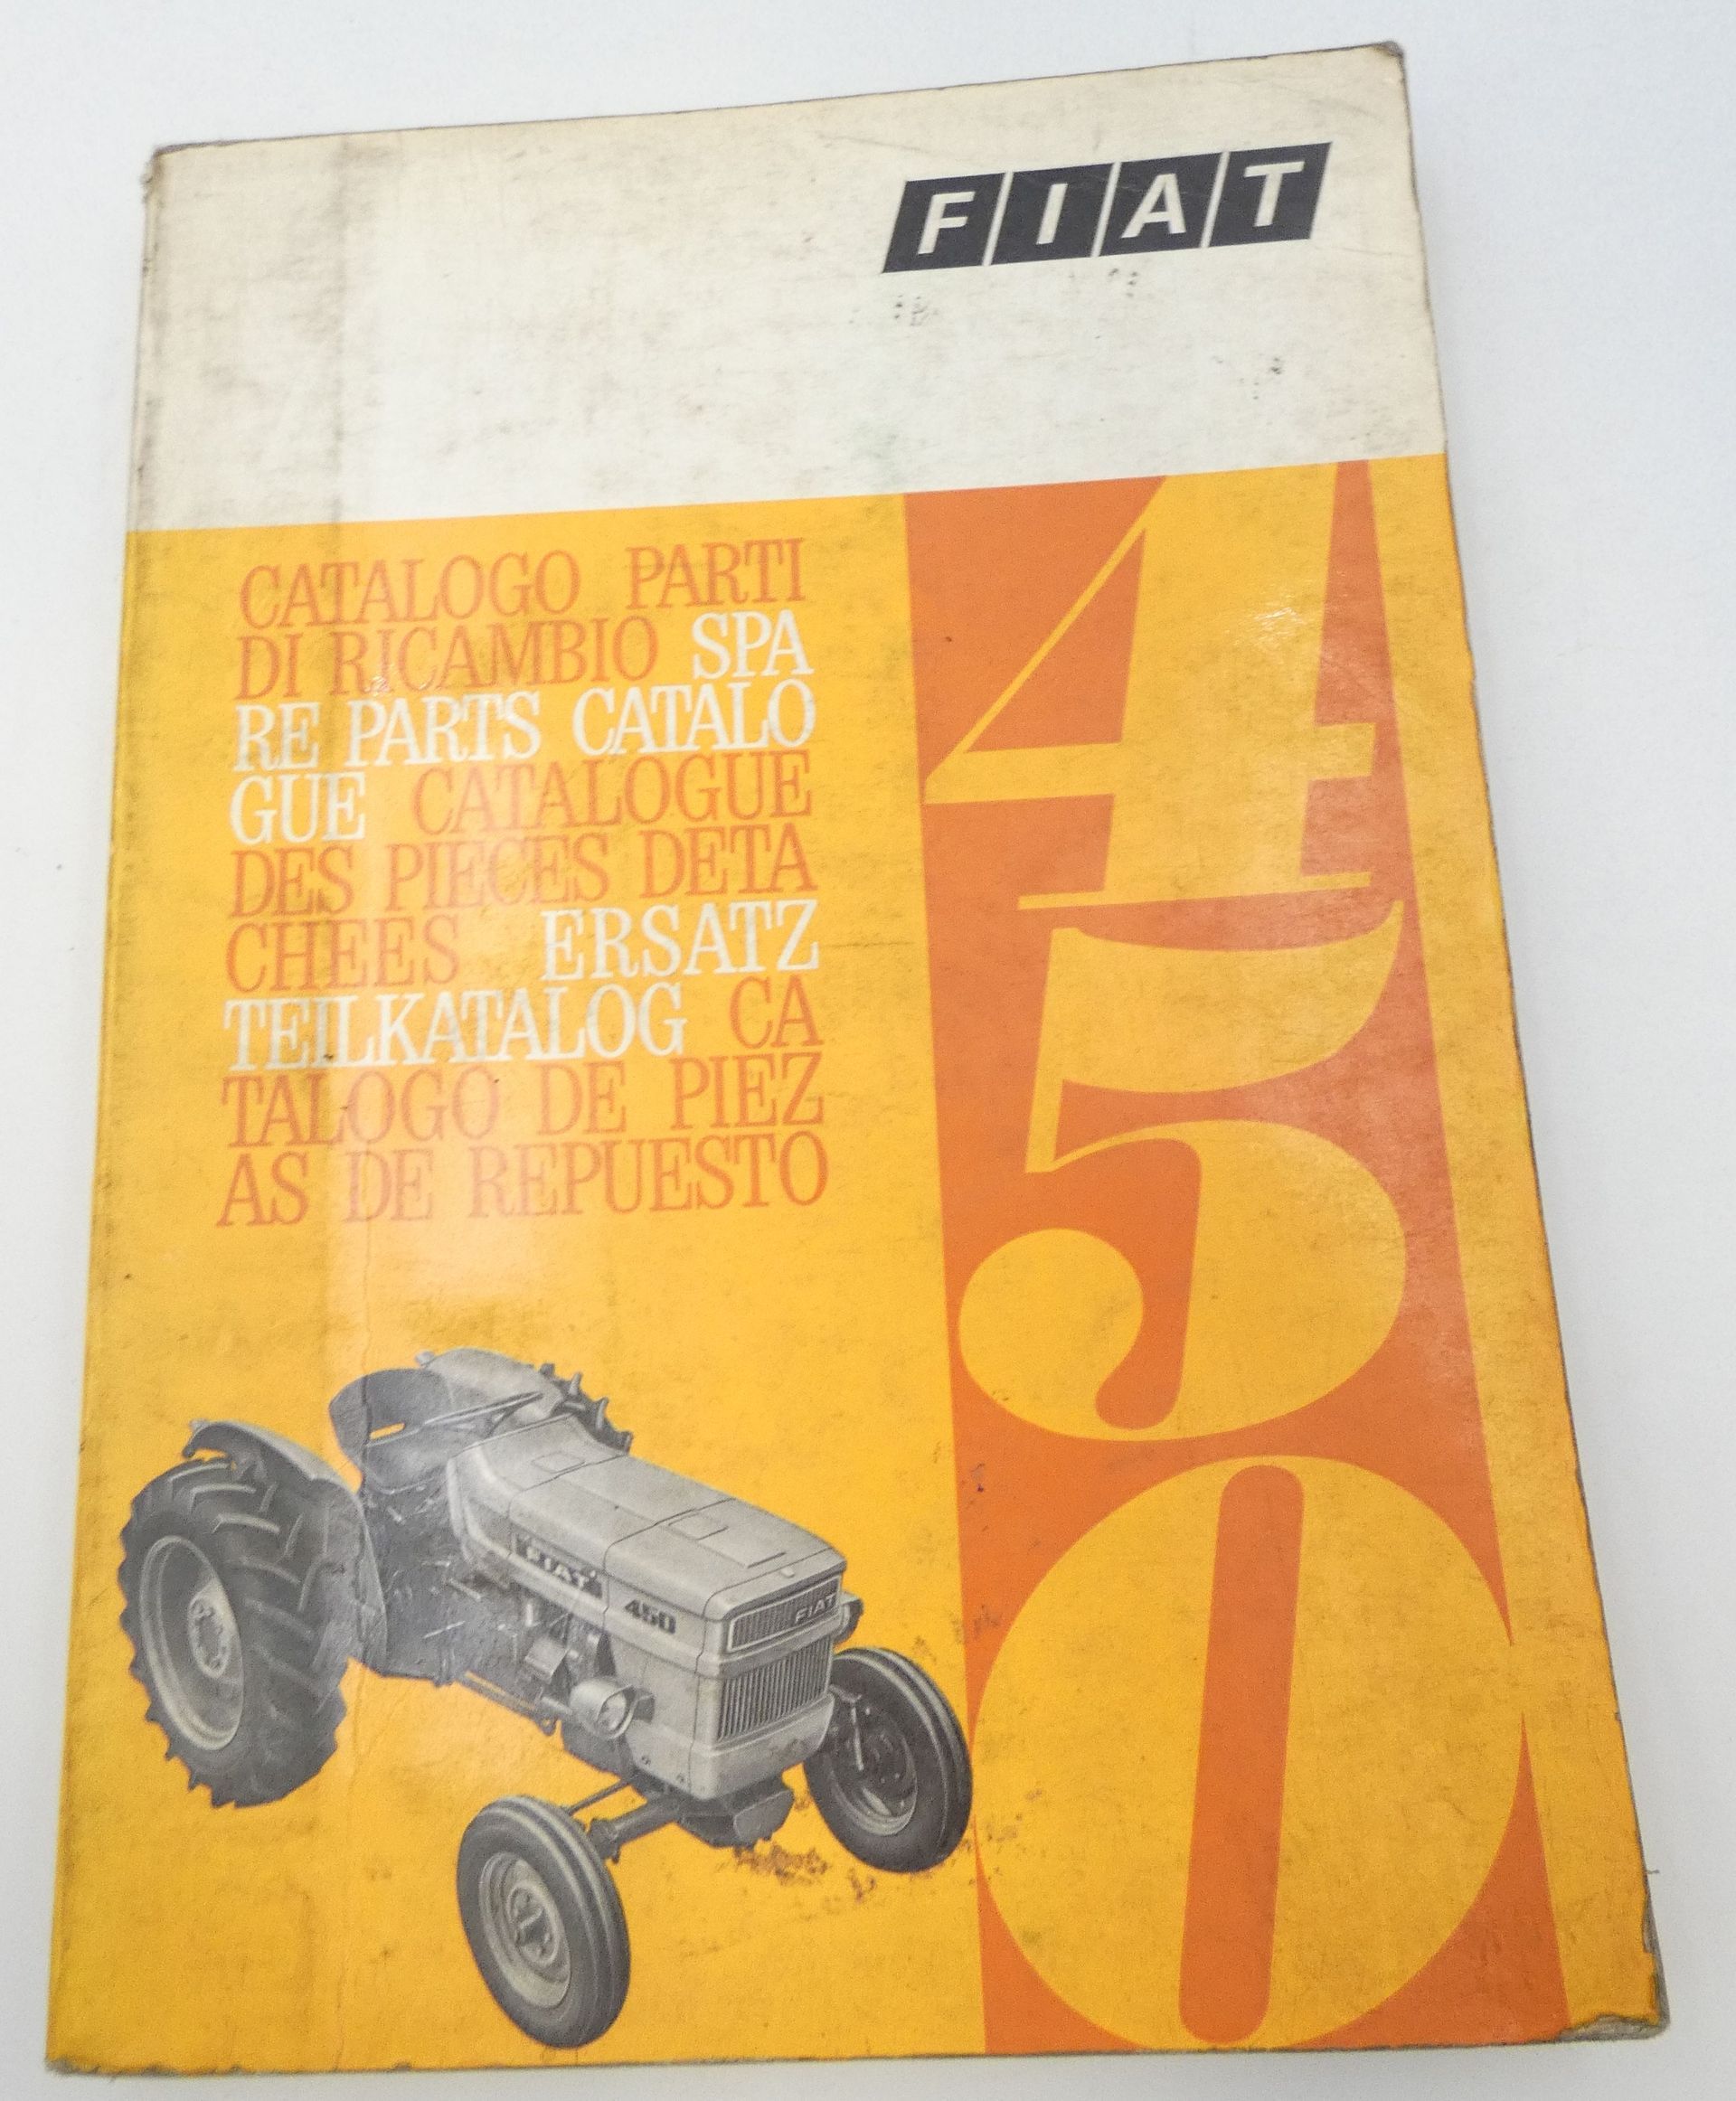 FIAT
CATALOGO PARTI
DI RICAMBIO SPA
RE PARTS CATALO
GUE CATALOGUE
DES PIECES DETA
CHEES ERSATZ
TEILKATALOG CA
TALOGO DE PIEZ
AS DE REPUESTO
450
FIAT
450
FIAT